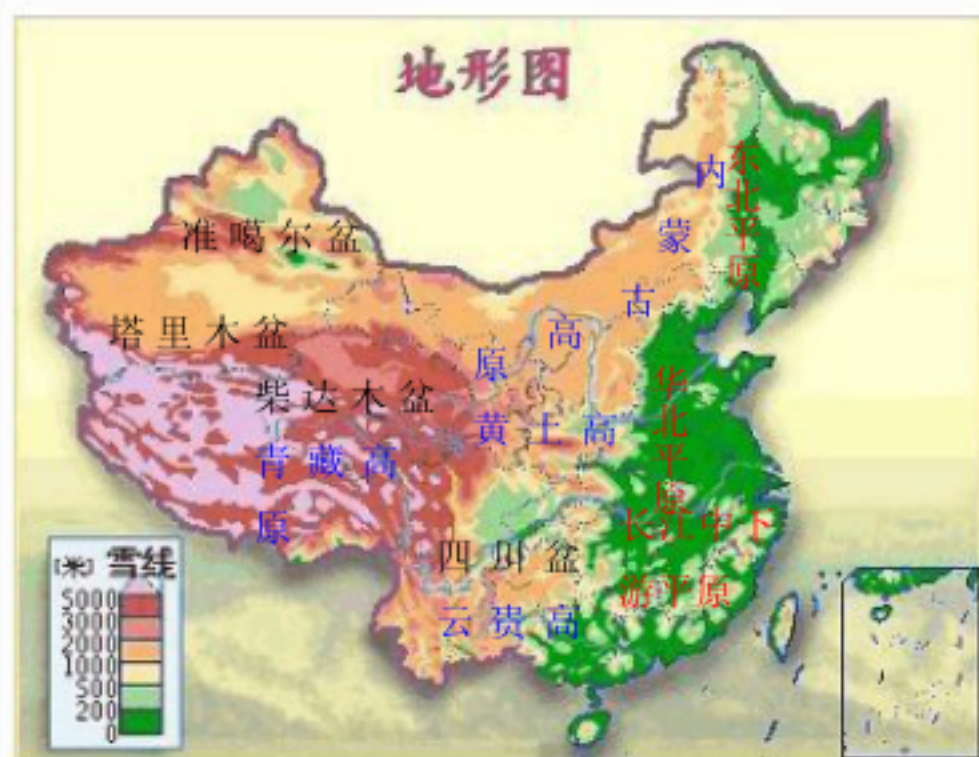 地形图
准噶尔盆
塔里木盆
柴达木盆
青藏高
原
内蒙古高原
黄土高
东北平原
华北平原
长江中下
游平原
四川盆
云贵高
[米] 雪线
5000
3000
2000
1000
500
200
0